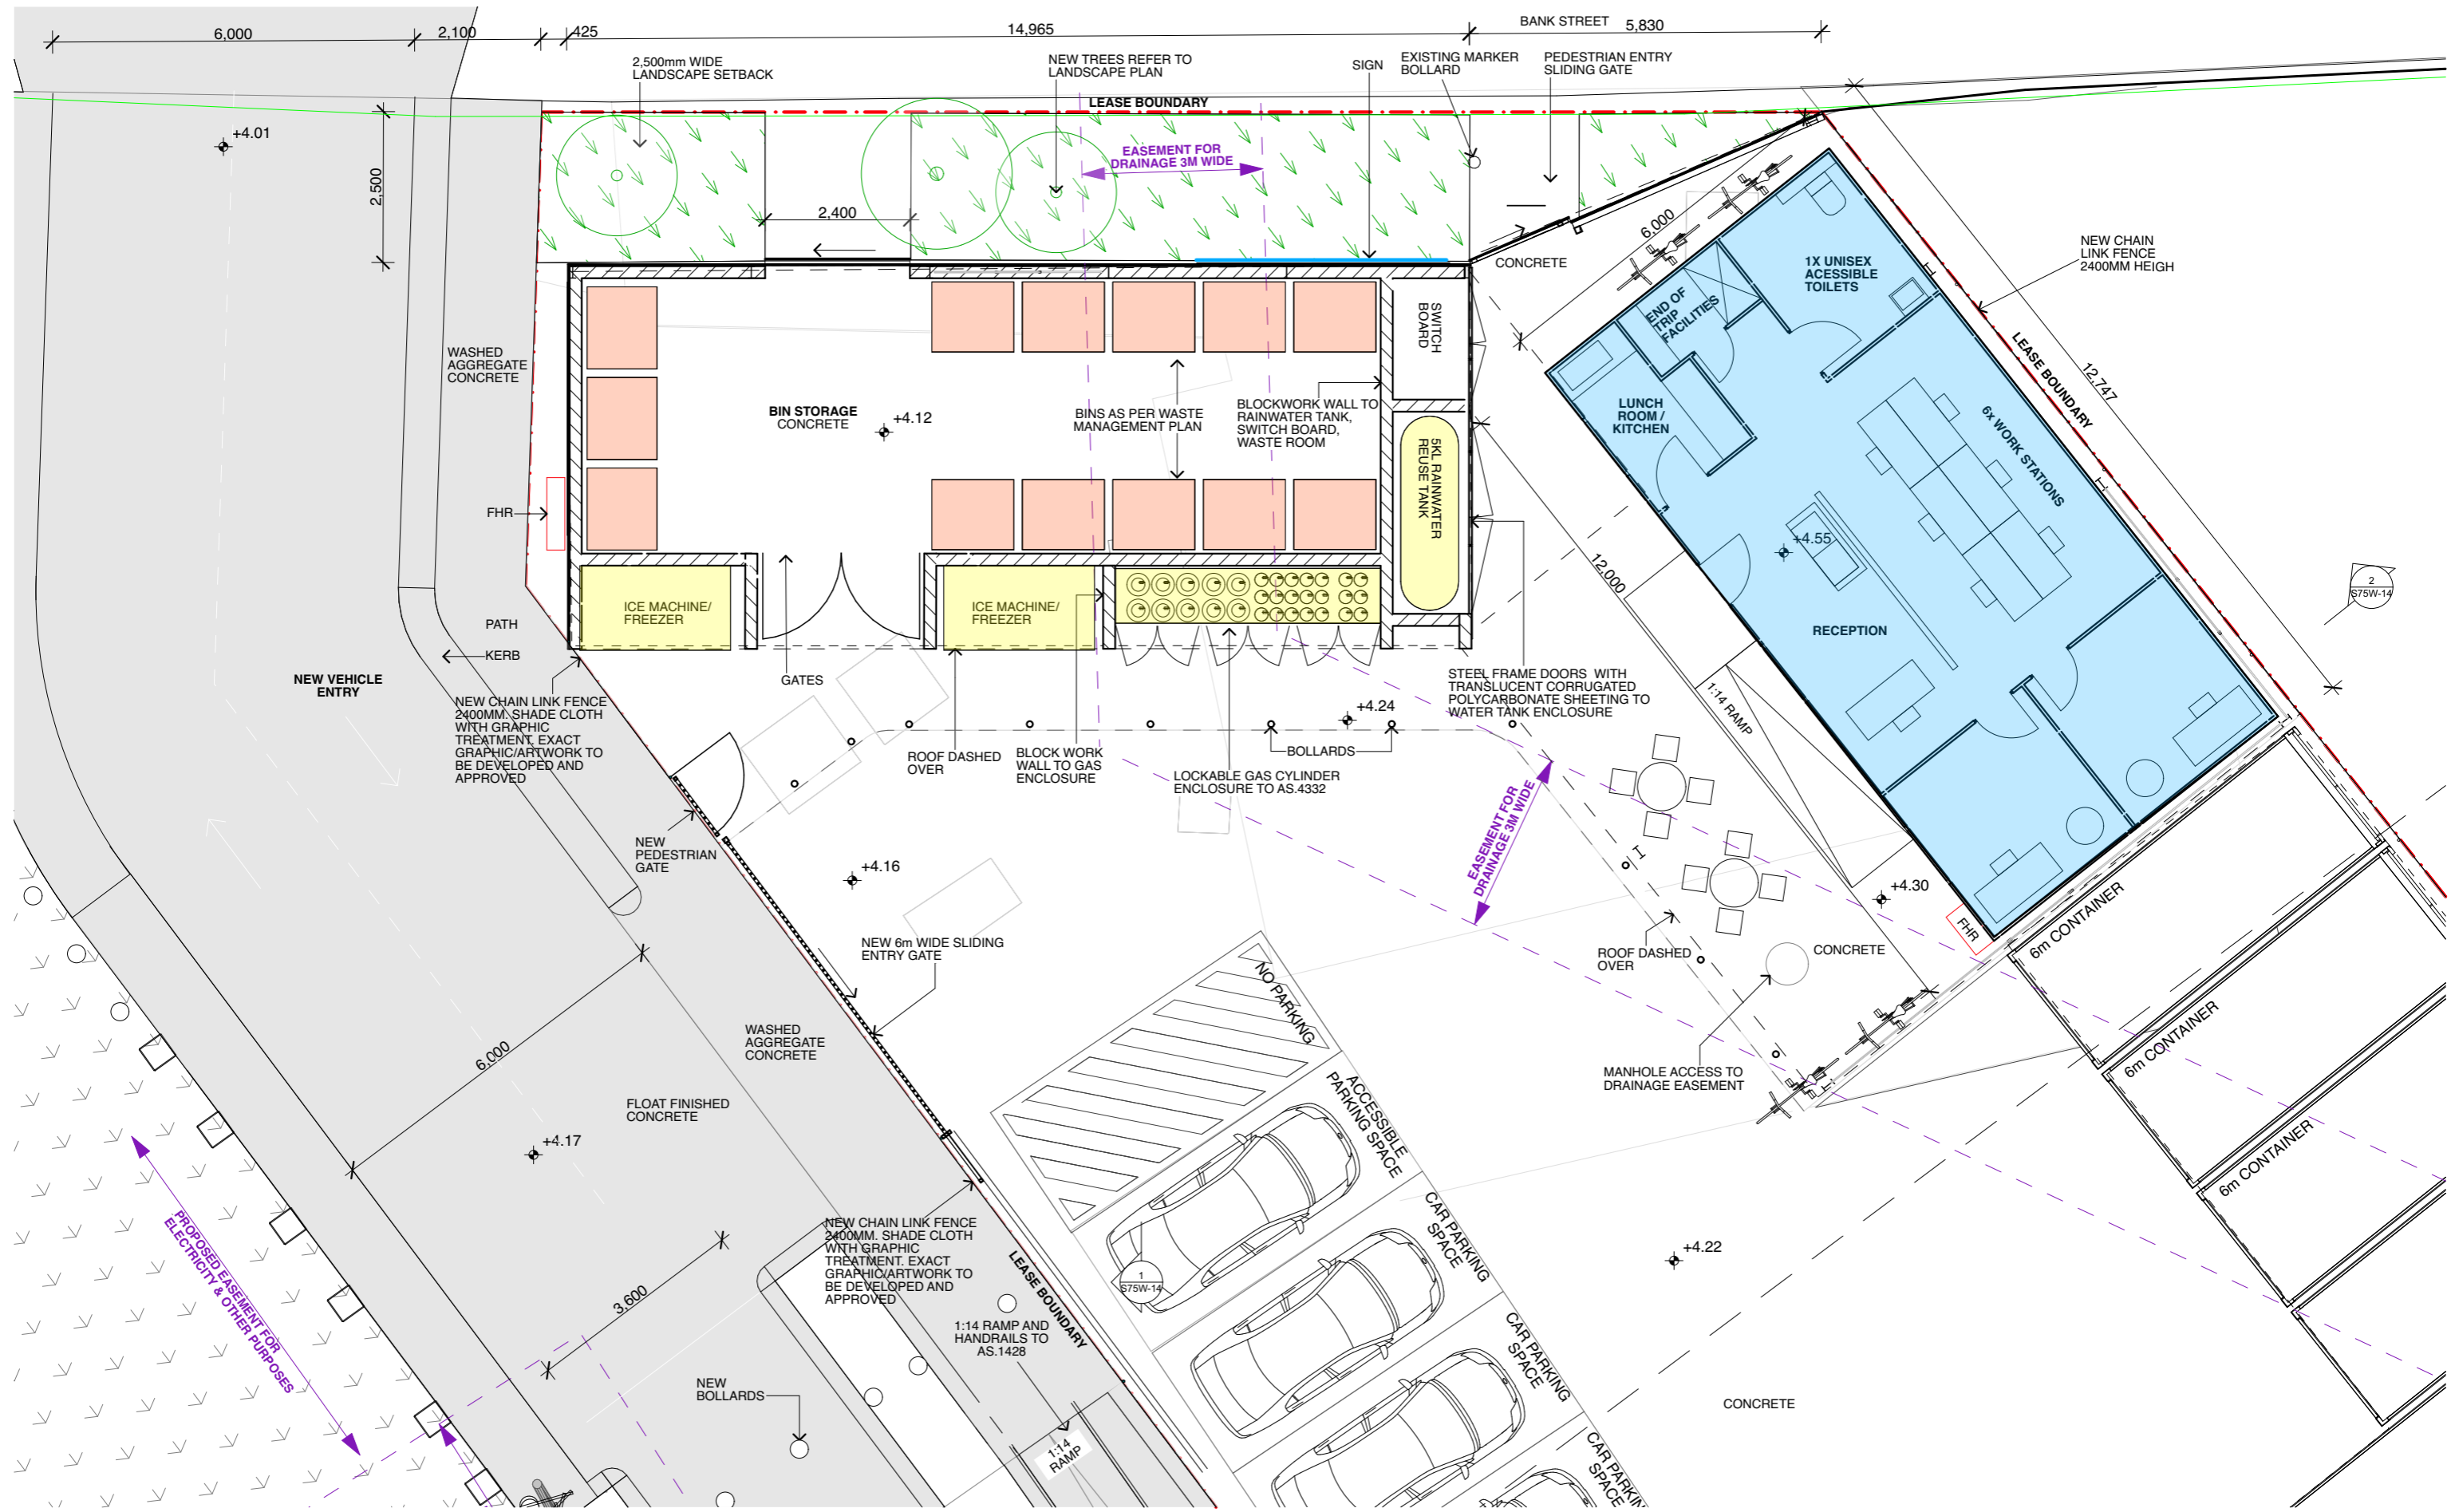 BANK STREET
6,000
2,100
425
14,965
5,830
2,500mm WIDE
LANDSCAPE SETBACK
NEW TREES REFER TO
LANDSCAPE PLAN
SIGN
EXISTING MARKER
BOLLARD
PEDESTRIAN ENTRY
SLIDING GATE
LEASE BOUNDARY
+4.01
EASEMENT FOR
DRAINAGE 3M WIDE
2,500
2,400
6,000
CONCRETE
NEW CHAIN
LINK FENCE
2400MM HEIGH
1X UNISEX
ACESSIBLE
TOILETS
END OF
TRIP
FACILITIES
SWITCH
BOARD
LEASE BOUNDARY
12,747
WASHED
AGGREGATE
CONCRETE
BIN STORAGE
CONCRETE
+4.12
BINS AS PER WASTE
MANAGEMENT PLAN
BLOCKWORK WALL TO
RAINWATER TANK,
SWITCH BOARD,
WASTE ROOM
LUNCH
ROOM /
KITCHEN
6x WORK STATIONS
5KL RAINWATER
REUSE TANK
FHR
+4.55
12,000
2
S75W-14
ICE MACHINE/
FREEZER
ICE MACHINE/
FREEZER
PATH
KERB
RECEPTION
NEW VEHICLE
ENTRY
GATES
NEW CHAIN LINK FENCE
2400MM. SHADE CLOTH
WITH GRAPHIC
TREATMENT. EXACT
GRAPHIC/ARTWORK TO
BE DEVELOPED AND
APPROVED
STEEL FRAME DOORS WITH
TRANSLUCENT CORRUGATED
POLYCARBONATE SHEETING TO
WATER TANK ENCLOSURE
1:14 RAMP
+4.24
ROOF DASHED
OVER
BLOCK WORK
WALL TO GAS
ENCLOSURE
BOLLARDS
LOCKABLE GAS CYLINDER
ENCLOSURE TO AS.4332
EASEMENT FOR
DRAINAGE 3M WIDE
NEW
PEDESTRIAN
GATE
+4.16
+4.30
FHR
6m CONTAINER
NEW 6m WIDE SLIDING
ENTRY GATE
NO PARKING
ROOF DASHED
OVER
CONCRETE
6m CONTAINER
6,000
WASHED
AGGREGATE
CONCRETE
MANHOLE ACCESS TO
DRAINAGE EASEMENT
FLOAT FINISHED
CONCRETE
ACCESSIBLE
PARKING SPACE
+4.17
6m CONTAINER
PROPOSED EASEMENT FOR
ELECTRICITY & OTHER PURPOSES
NEW CHAIN LINK FENCE
2400MM. SHADE CLOTH
WITH GRAPHIC
TREATMENT. EXACT
GRAPHIC/ARTWORK TO
BE DEVELOPED AND
APPROVED
LEASE BOUNDARY
CAR PARKING
SPACE
+4.22
1
S75W-14
3,600
1:14 RAMP AND
HANDRAILS TO
AS.1428
CAR PARKING
SPACE
NEW
BOLLARDS
CONCRETE
1:14
RAMP
CAR PARKIN
SPACE